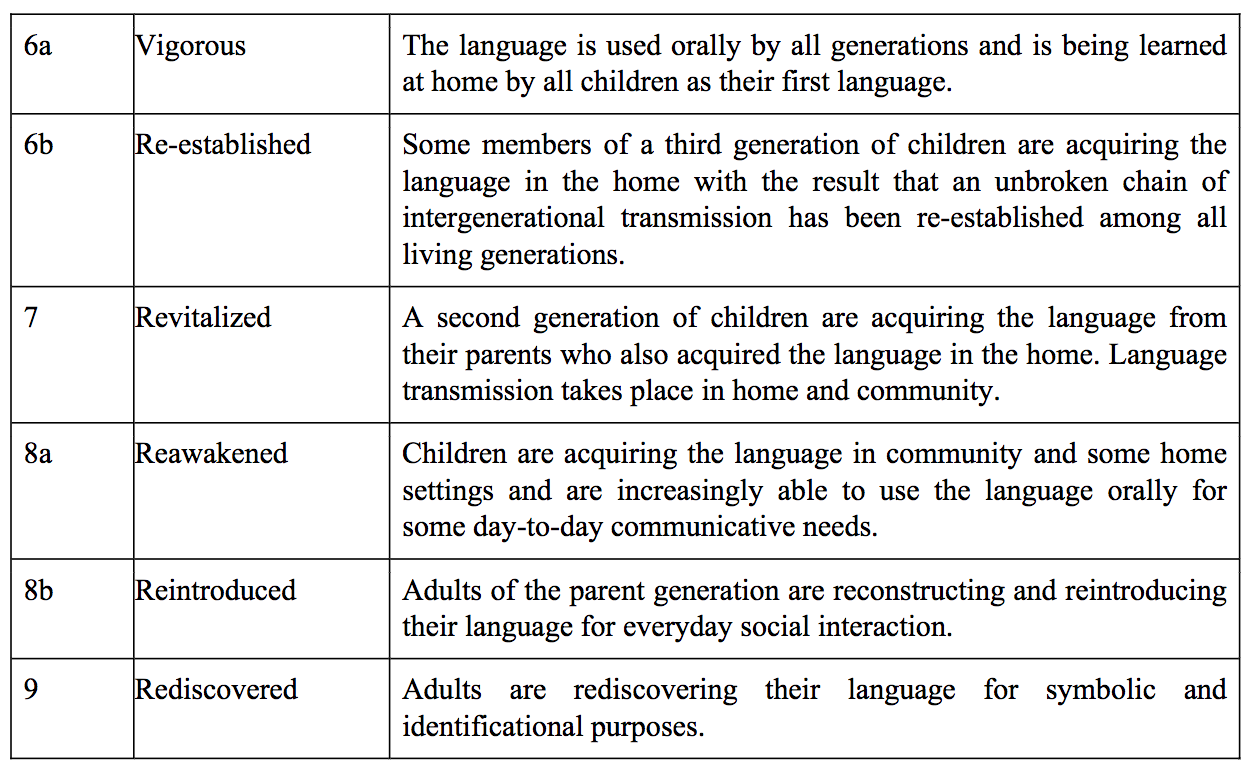 6a Vigorous The language is used orally by all generations and is being learned
at home by all children as their first language.
6b Re-established Some members of a third generation of children are acquiring the
language in the home with the result that an unbroken chain of
intergenerational transmission has been re-established among all
living generations.
7 Revitalized A second generation of children are acquiring the language from
their parents who also acquired the language in the home. Language
transmission takes place in home and community.
8a Reawakened Children are acquiring the language in community and some home
settings and are increasingly able to use the language orally for
some day-to-day communicative needs.
8b Reintroduced Adults of the parent generation are reconstructing and reintroducing
their language for everyday social interaction.
9 Rediscovered Adults are rediscovering their language for symbolic and
identificational purposes.